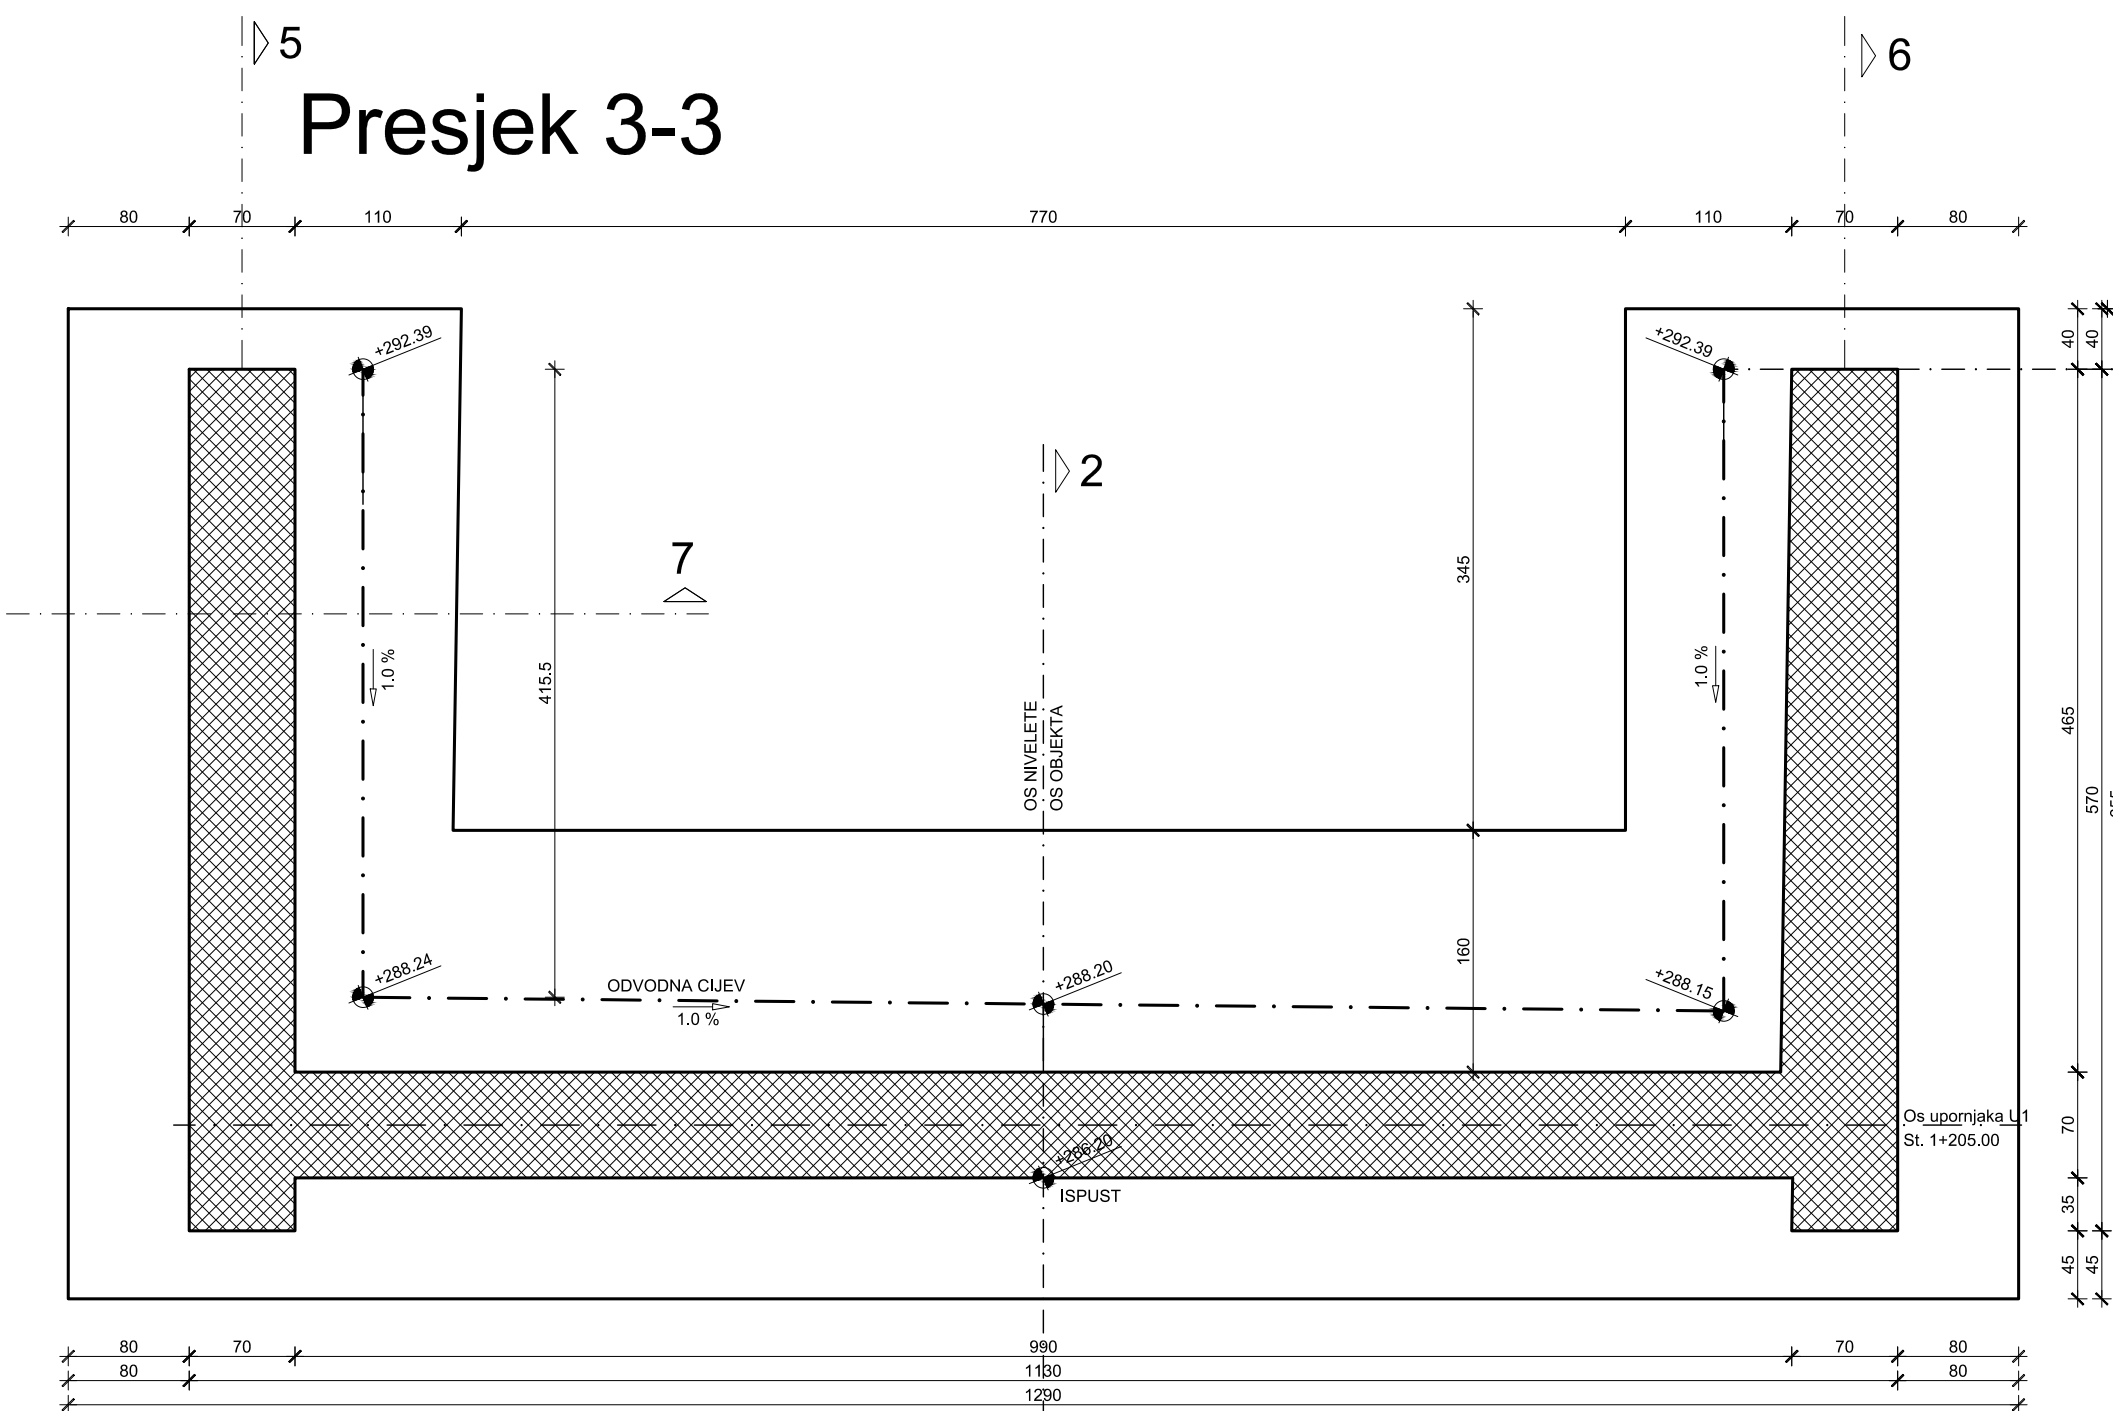 5
6
Presjek 3-3
80 70 110 770 110 70 80
+292.39
+292.39
40
40
2
7
345
415.5
1.0 %
1.0 %
OS NIVELETE
OS OBJEKTA
465
570
160
+288.24
ODVODNA CIJEV
1.0 %
+288.20
+288.15
Os upornjaka U1
St. 1+205.00
70
+286.20
ISPUST
35
45
45
80 70 990 70 80
80 1130 80
1290